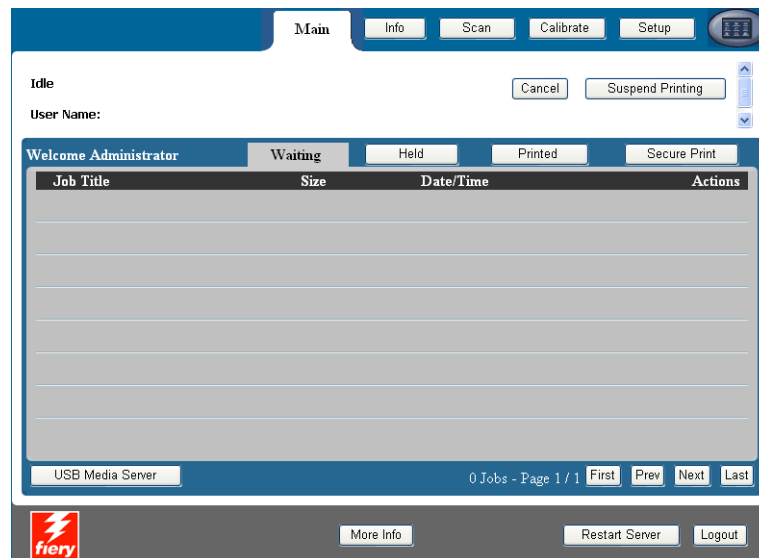 Main Info Scan Calibrate Setup
Idle Cancel Suspend Printing
User Name:
Welcome Administrator Waiting Held Printed Secure Print
Job Title Size Date/Time Actions
USB Media Server 0 Jobs - Page 1 / 1 First Prev Next Last
fiery More Info Restart Server Logout